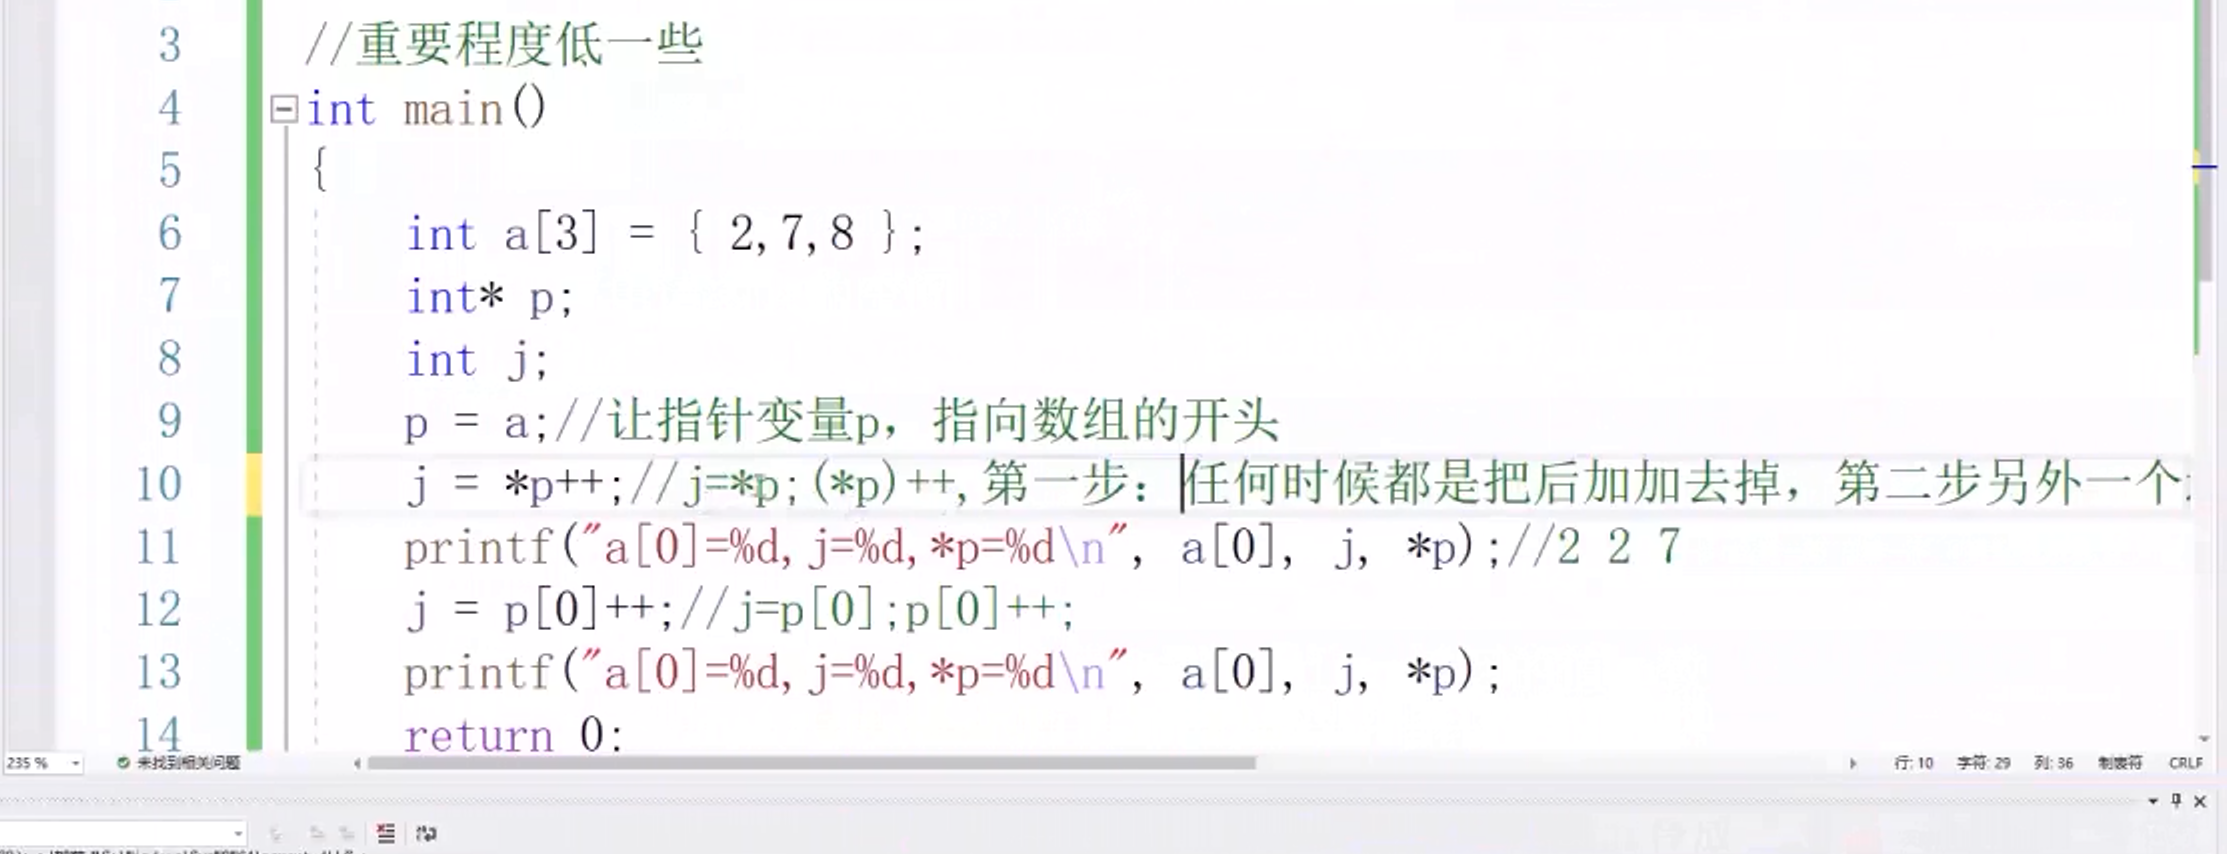 3 //重要程度低一些
4 int main()
5 {
6 int a[3] = { 2,7,8 };
7 int* p;
8 int j;
9 p = a;//让指针变量p，指向数组的开头
10 j = *p++;//j=*p;(*p)++,第一步：任何时候都是把后加加去掉，第二步另外一个
11 printf("a[0]=%d,j=%d,*p=%d\n", a[0], j, *p);//2 2 7
12 j = p[0]++;//j=p[0];p[0]++;
13 printf("a[0]=%d,j=%d,*p=%d\n", a[0], j, *p);
14 return 0;
235 % 未找到相关问题 行: 10 字符: 29 列: 36 制表符 CRLF